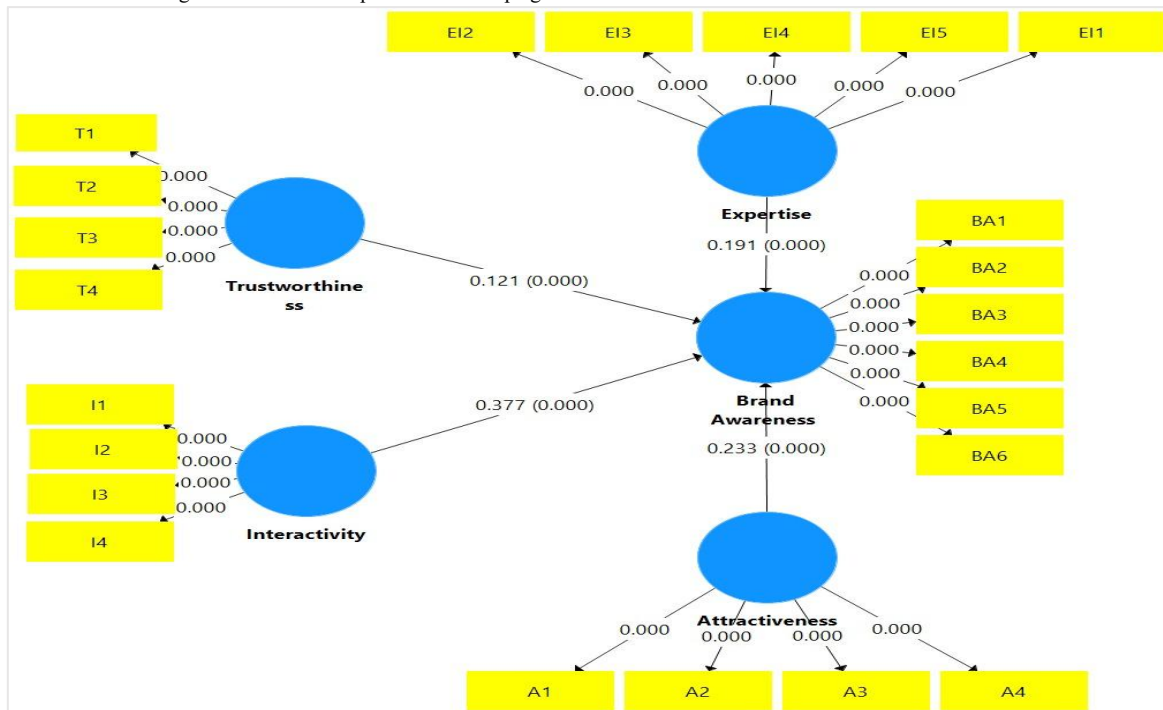 EI2
EI3
EI4
EI5
EI1
0.000
0.000
0.000
0.000
0.000
Expertise
0.191 (0.000)
T1
T2
T3
T4
0.000
0.000
0.000
0.000
Trustworthine
ss
0.121 (0.000)
I1
I2
I3
I4
0.000
0.000
0.000
0.000
Interactivity
0.377 (0.000)
BA1
BA2
BA3
BA4
BA5
BA6
0.000
0.000
0.000
0.000
0.000
0.000
Brand
Awareness
0.233 (0.000)
Attractiveness
0.000
0.000
0.000
0.000
A1
A2
A3
A4